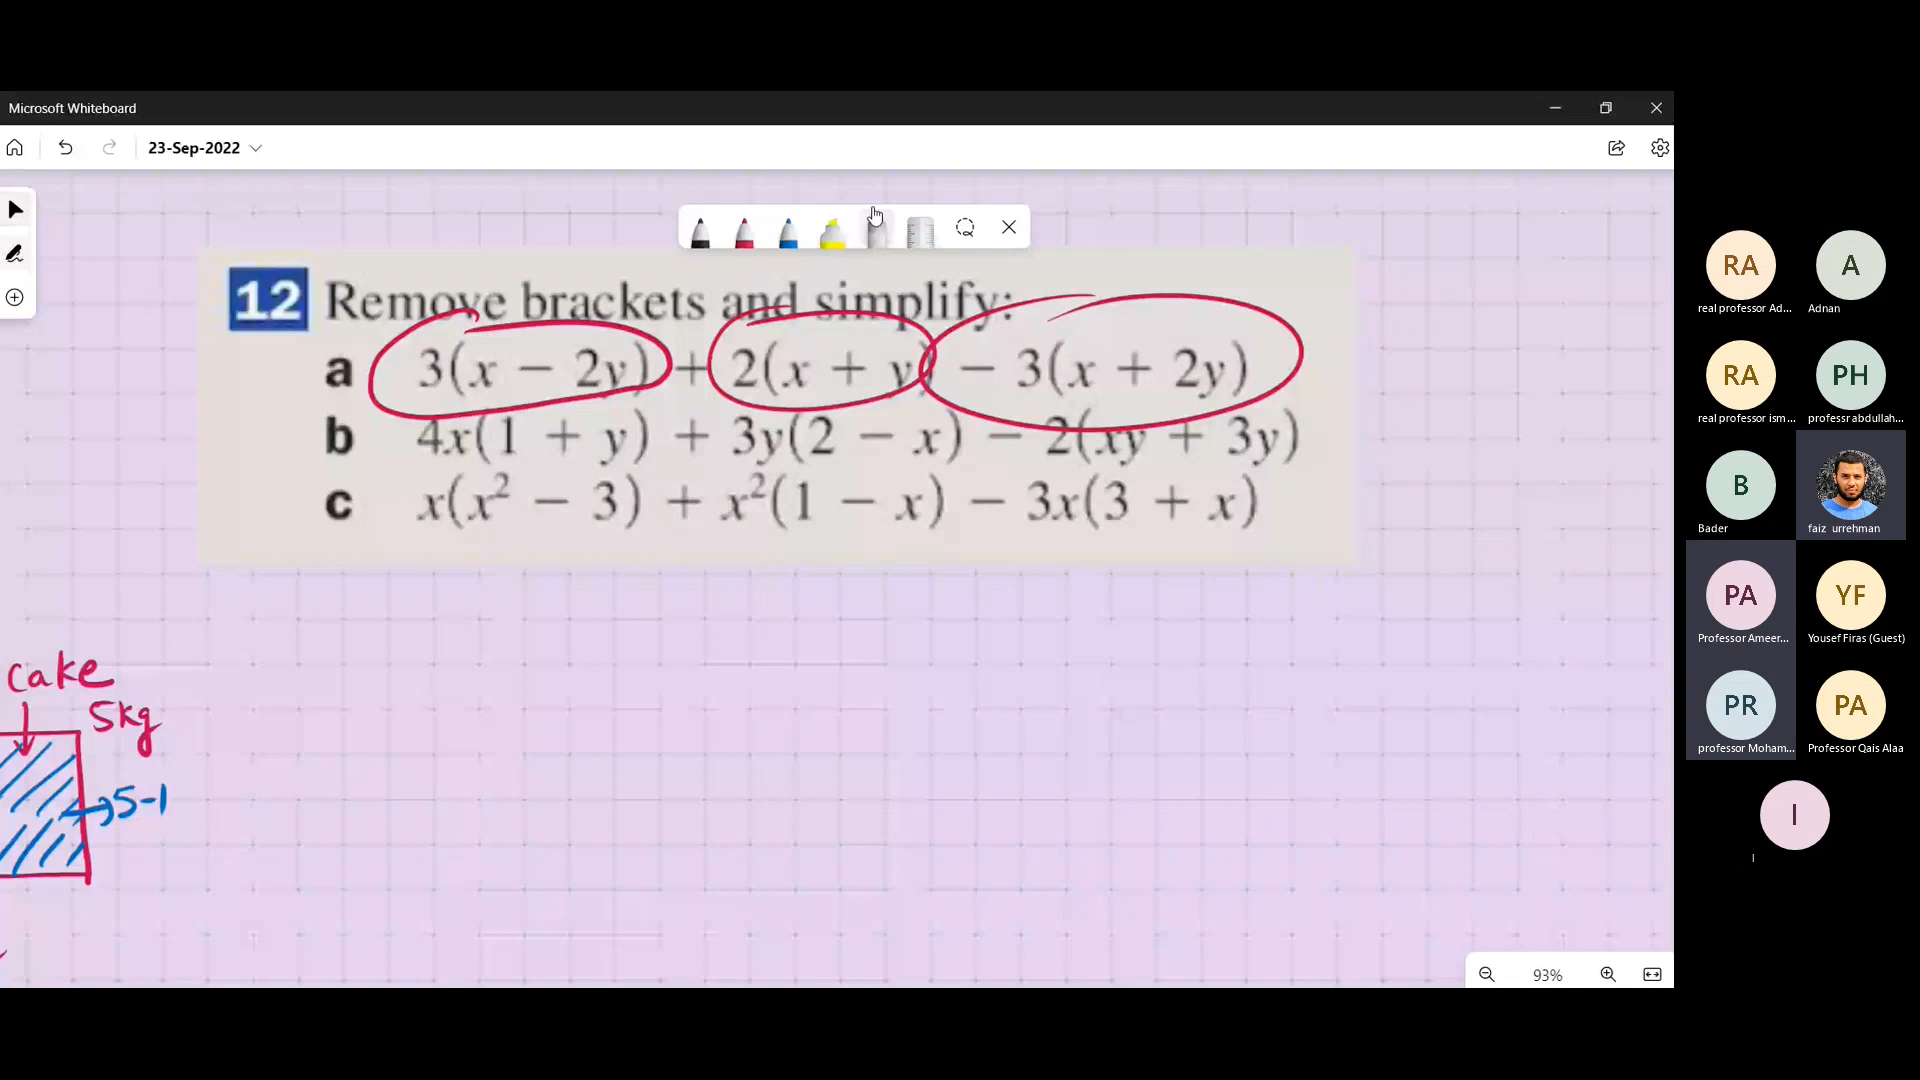 Microsoft Whiteboard
23-Sep-2022
12 Remove brackets and simplify:
a 3(x − 2y) + 2(x + y) − 3(x + 2y)
b 4x(1 + y) + 3y(2 − x) − 2(xy + 3y)
c x(x² − 3) + x²(1 − x) − 3x(3 + x)
cake
5kg
5-1
93%
RA
real professor Ad...
A
Adnan
RA
real professor ism...
PH
professr abdullah...
B
Bader
faiz urrehman
PA
Professor Ameer...
YF
Yousef Firas (Guest)
PR
professor Moham...
PA
Professor Qais Alaa
I
I